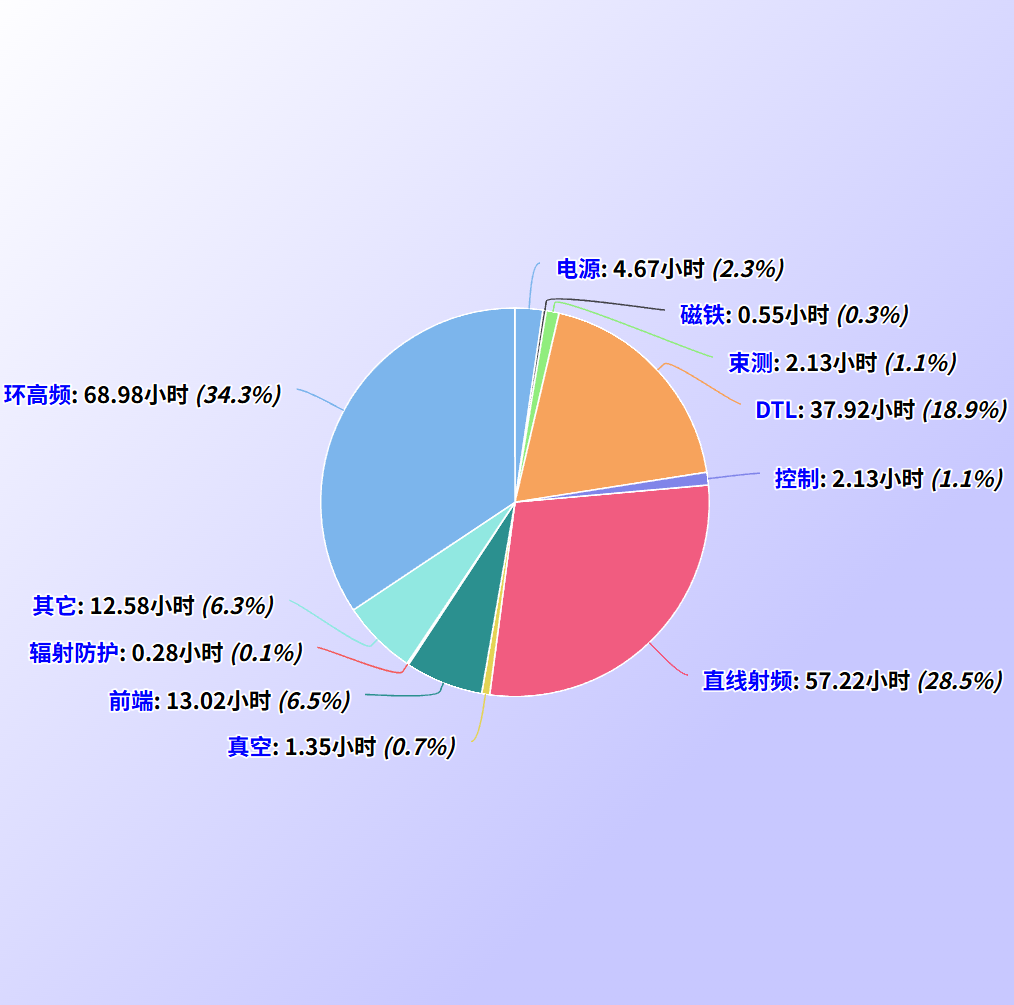 电源: 4.67小时 (2.3%)
磁铁: 0.55小时 (0.3%)
束测: 2.13小时 (1.1%)
DTL: 37.92小时 (18.9%)
控制: 2.13小时 (1.1%)
直线射频: 57.22小时 (28.5%)
真空: 1.35小时 (0.7%)
前端: 13.02小时 (6.5%)
辐射防护: 0.28小时 (0.1%)
其它: 12.58小时 (6.3%)
环高频: 68.98小时 (34.3%)